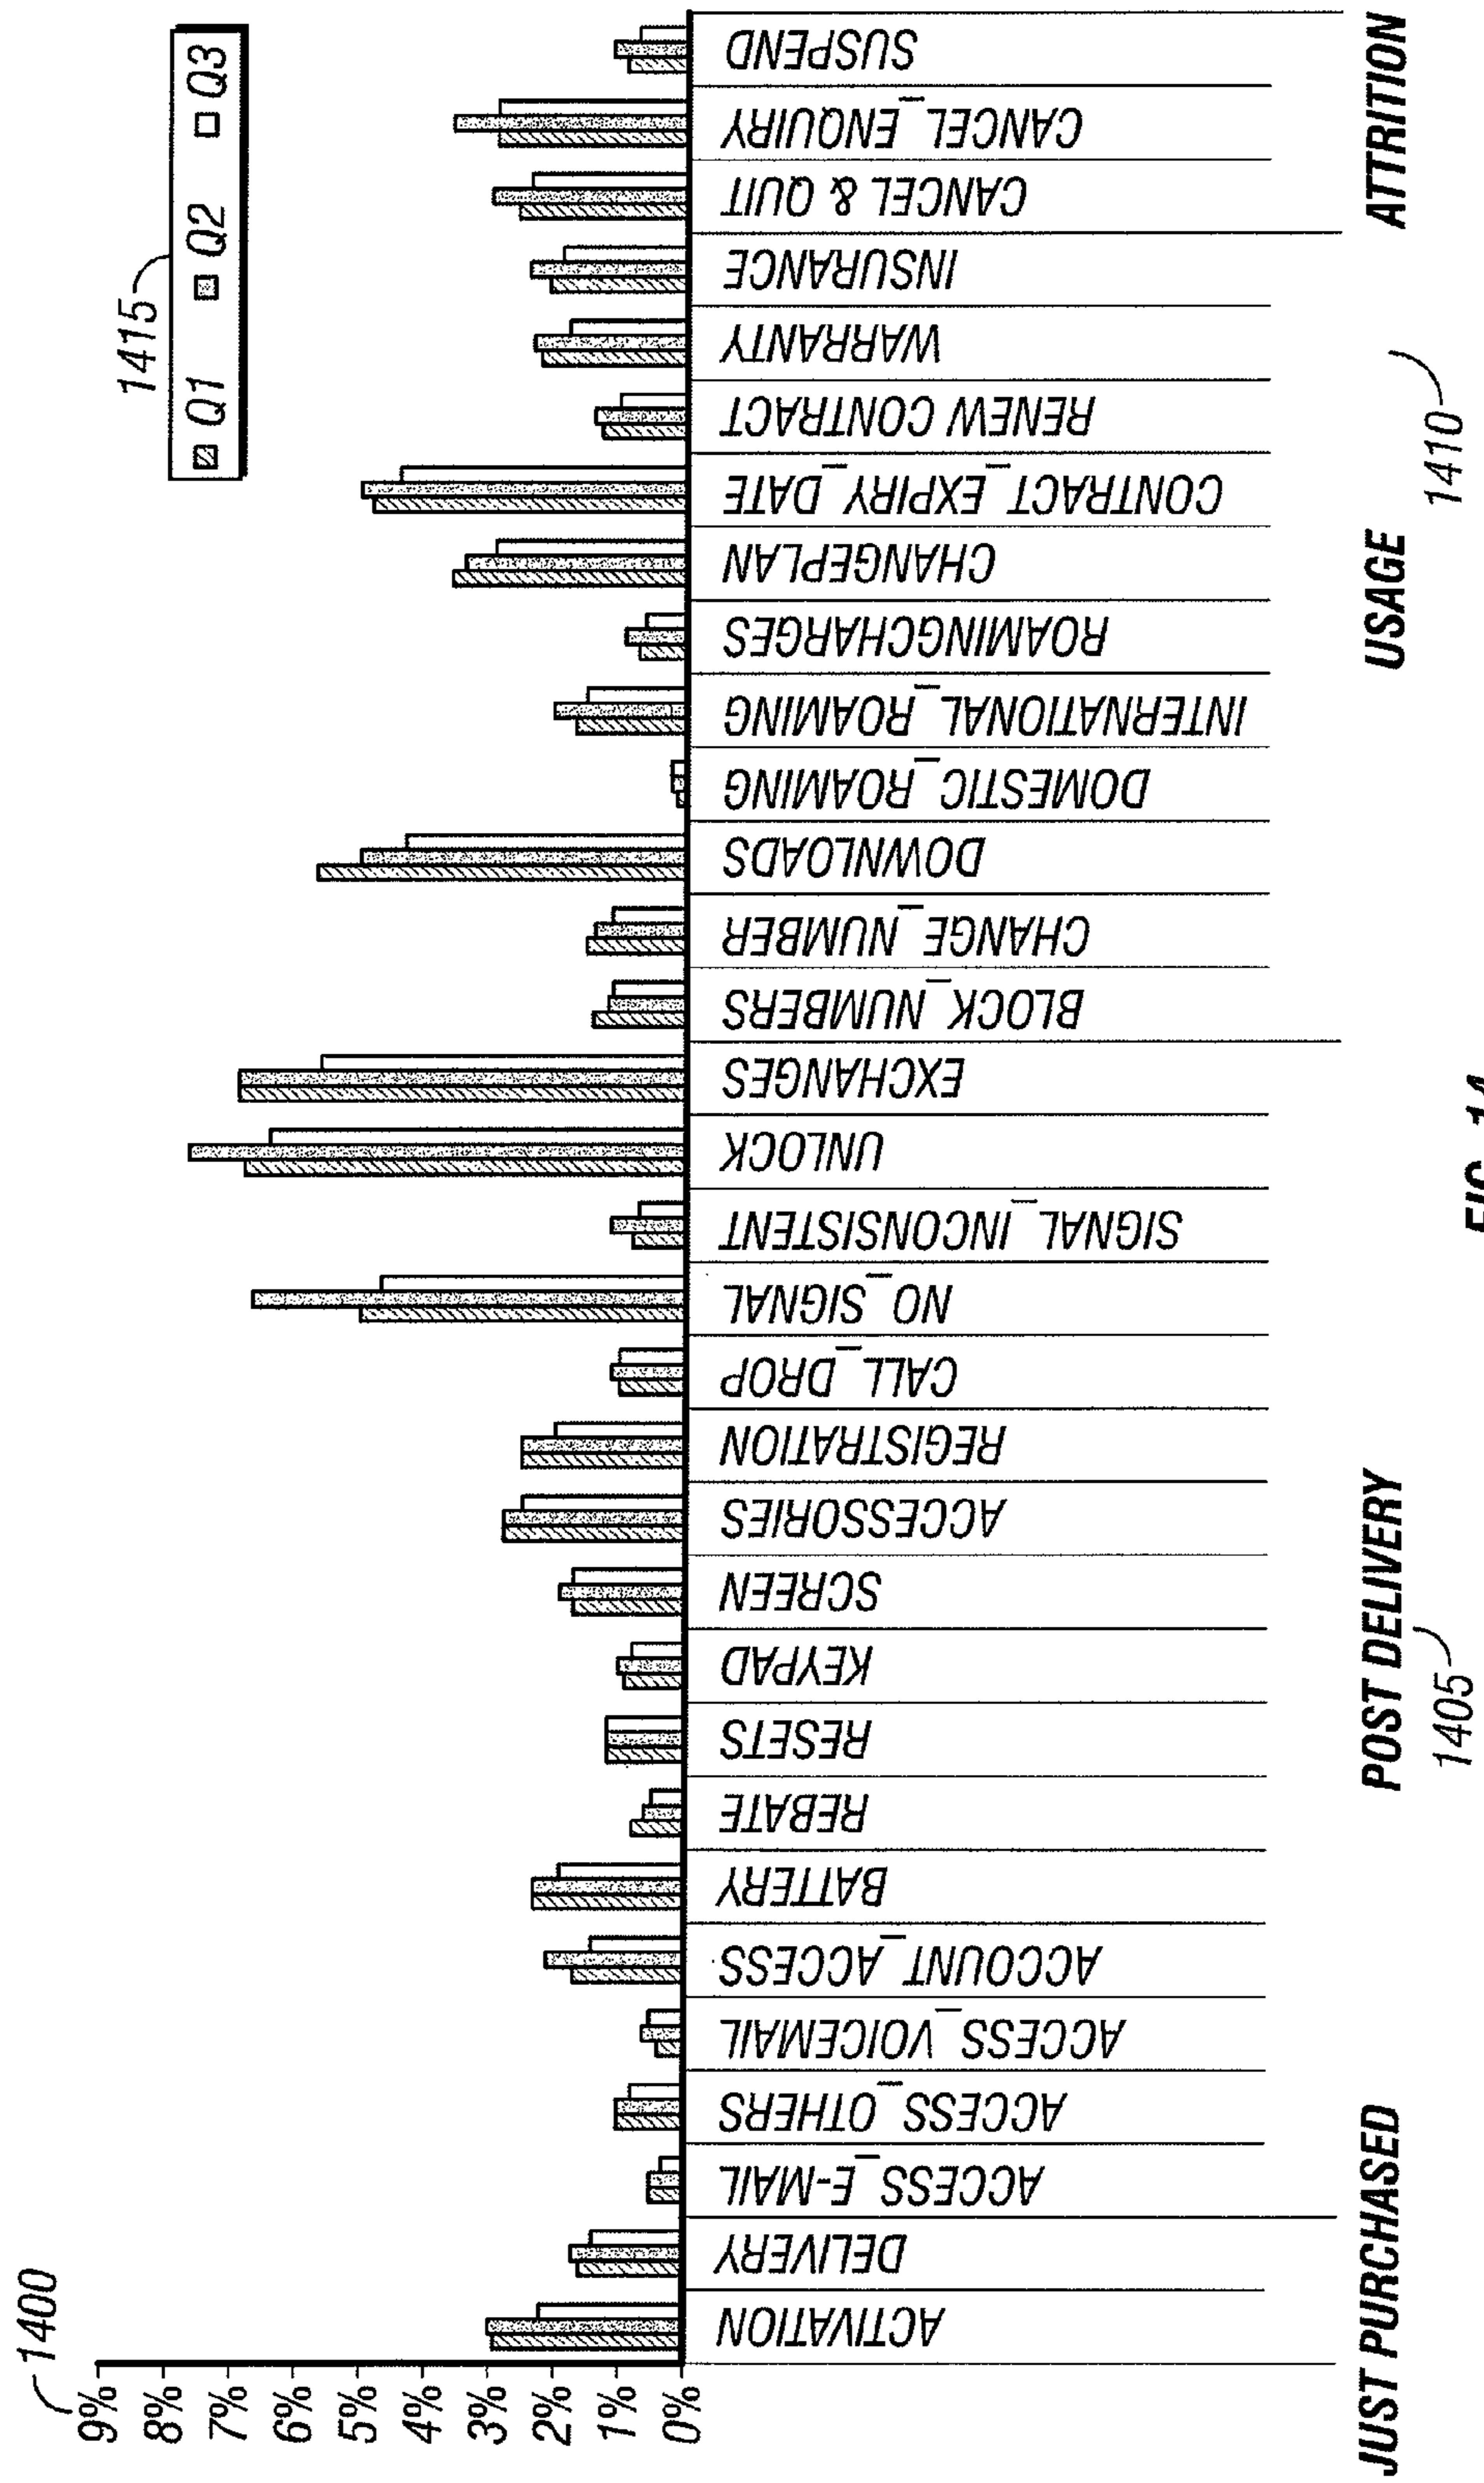 1400
1415
Q1 Q2 Q3
9%
8%
7%
6%
5%
4%
3%
2%
1%
0%
ACTIVATION
DELIVERY
ACCESS_E-MAIL
ACCESS_OTHERS
ACCESS_VOICEMAIL
ACCOUNT_ACCESS
BATTERY
REBATE
RESETS
KEYPAD
SCREEN
ACCESSORIES
REGISTRATION
CALL_DROP
NO_SIGNAL
SIGNAL_INCONSISTENT
UNLOCK
EXCHANGES
BLOCK_NUMBERS
CHANGE_NUMBER
DOWNLOADS
DOMESTIC_ROAMING
INTERNATIONAL_ROAMING
ROAMINGCHARGES
CHANGEPLAN
CONTRACT_EXPIRY_DATE
RENEW CONTRACT
WARRANTY
INSURANCE
CANCEL & QUIT
CANCEL_ENQUIRY
SUSPEND
JUST PURCHASED
POST DELIVERY
USAGE
ATTRITION
1405
1410